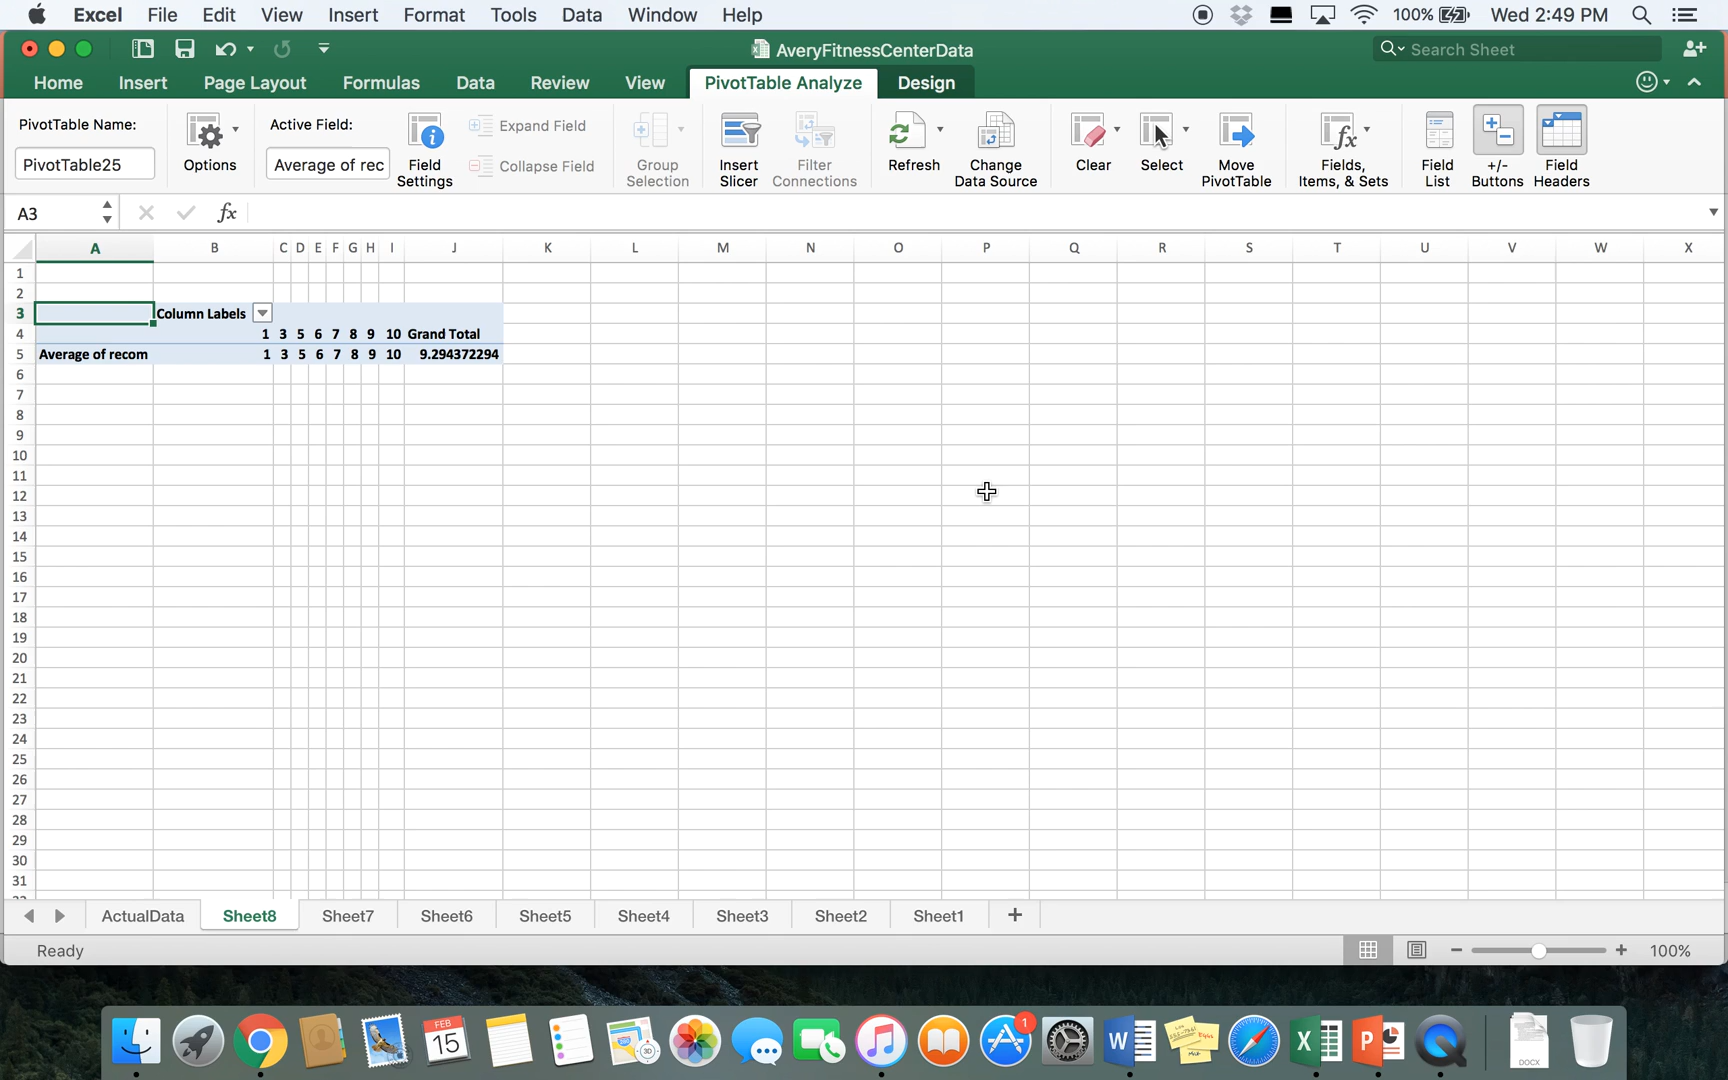 Excel File Edit View Insert Format Tools Data Window Help 100% Wed 2:49 PM
AveryFitnessCenterData Search Sheet
Home Insert Page Layout Formulas Data Review View PivotTable Analyze Design
PivotTable Name: Active Field: Expand Field
PivotTable25 Options Average of rec Field Settings Collapse Field Group Selection Insert Slicer Filter Connections Refresh Change Data Source Clear Select Move PivotTable Fields, Items, & Sets Field List +/- Buttons Field Headers
A3 fx
A B C D E F G H I J K L M N O P Q R S T U V W X
1
2
3 Column Labels
4 1 3 5 6 7 8 9 10 Grand Total
5 Average of recom 1 3 5 6 7 8 9 10 9.294372294
6
7
8
9
10
11
12
13
14
15
16
17
18
19
20
21
22
23
24
25
26
27
28
29
30
31
ActualData Sheet8 Sheet7 Sheet6 Sheet5 Sheet4 Sheet3 Sheet2 Sheet1 +
Ready 100%
FEB
15
3D
1
W
X
P
DOCX